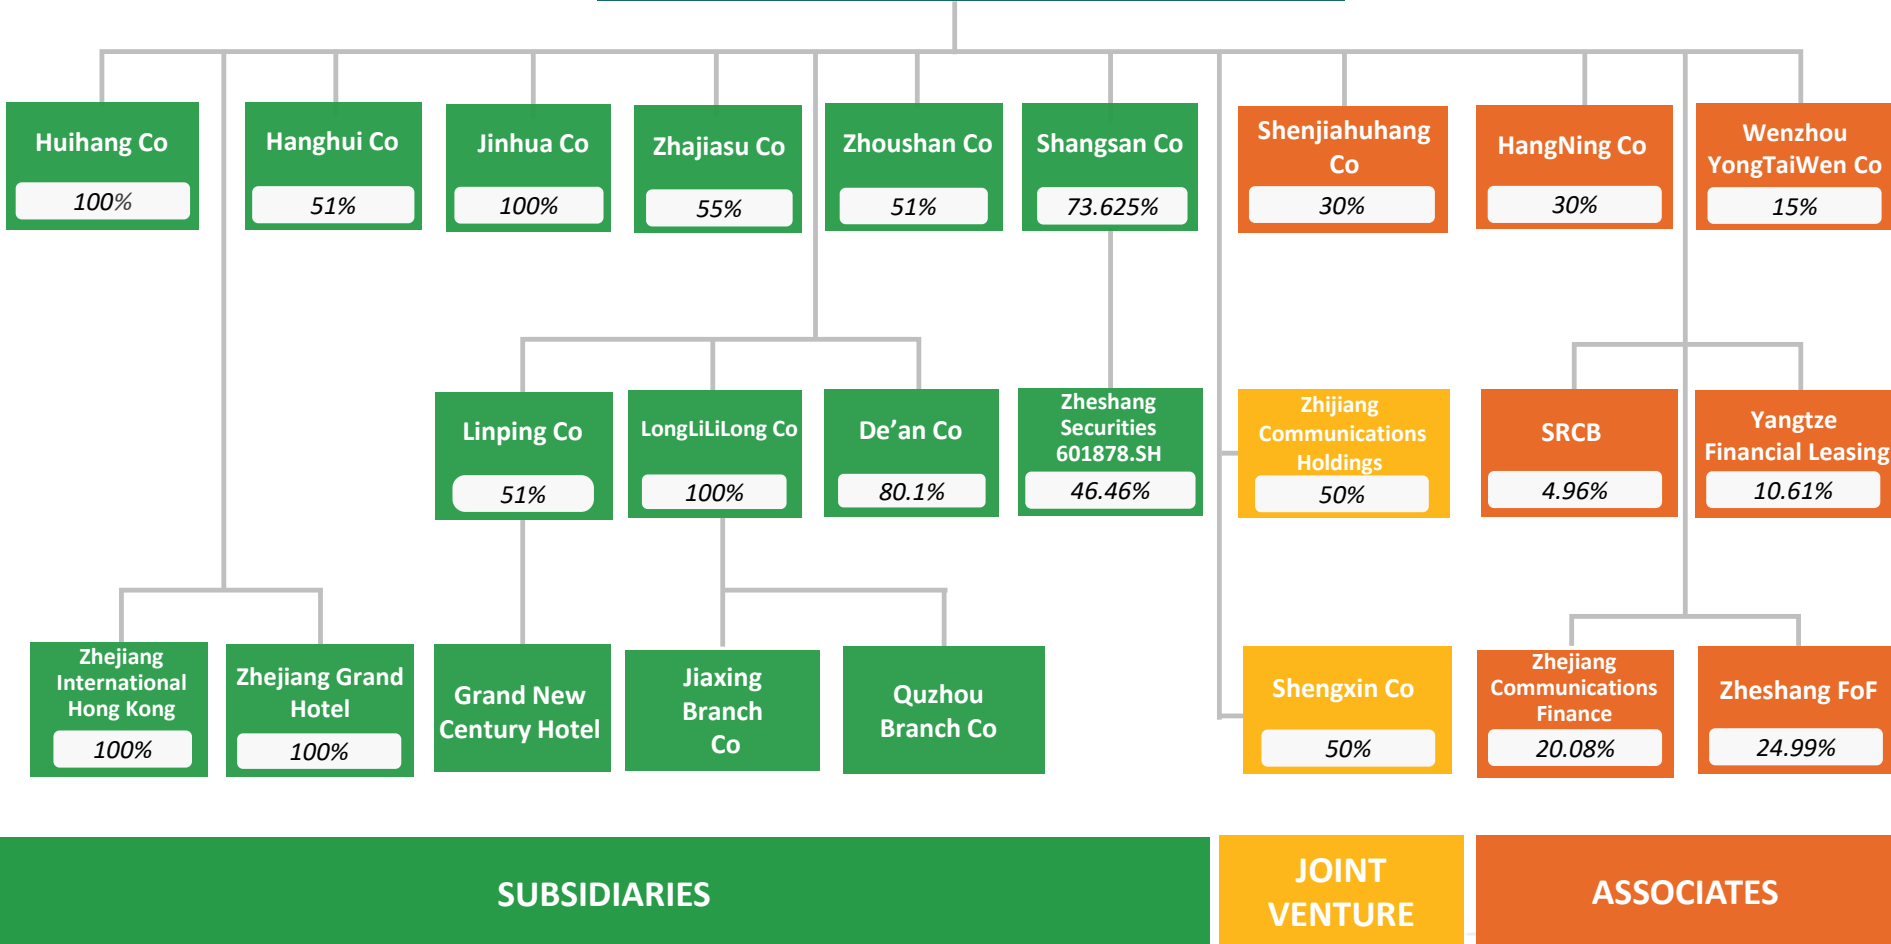 Huihang Co
100%
Hanghui Co
51%
Jinhua Co
100%
Zhajiasu Co
55%
Zhoushan Co
51%
Shangsan Co
73.625%
Shenjiahuhang
Co
30%
HangNing Co
30%
Wenzhou
YongTaiWen Co
15%
Linping Co
51%
LongLiLiLong Co
100%
De’an Co
80.1%
Zheshang
Securities
601878.SH
46.46%
Zhijiang
Communications
Holdings
50%
SRCB
4.96%
Yangtze
Financial Leasing
10.61%
Zhejiang
International
Hong Kong
100%
Zhejiang Grand
Hotel
100%
Grand New
Century Hotel
Jiaxing
Branch
Co
Quzhou
Branch Co
Shengxin Co
50%
Zhejiang
Communications
Finance
20.08%
Zheshang FoF
24.99%
SUBSIDIARIES
JOINT
VENTURE
ASSOCIATES